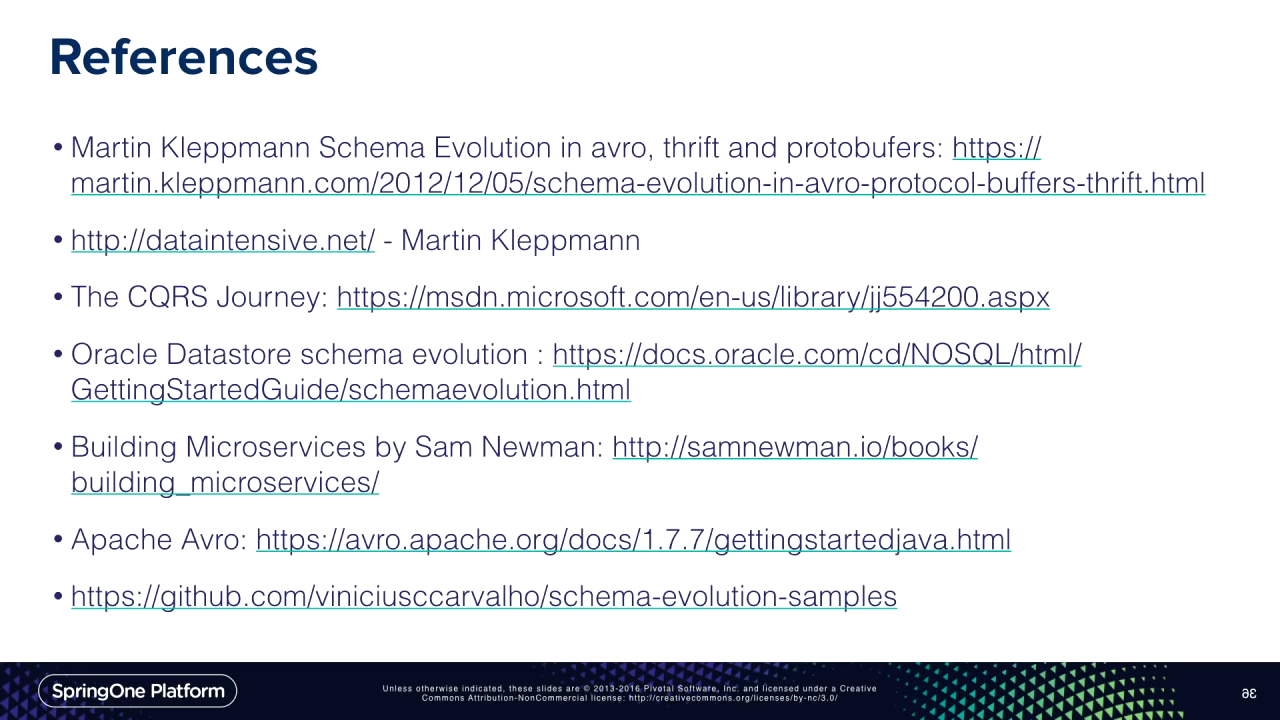 References
• Martin Kleppmann Schema Evolution in avro, thrift and protobufers: https://
martin.kleppmann.com/2012/12/05/schema-evolution-in-avro-protocol-buffers-thrift.html
• http://dataintensive.net/ - Martin Kleppmann
• The CQRS Journey: https://msdn.microsoft.com/en-us/library/jj554200.aspx
• Oracle Datastore schema evolution : https://docs.oracle.com/cd/NOSQL/html/
GettingStartedGuide/schemaevolution.html
• Building Microservices by Sam Newman: http://samnewman.io/books/
building_microservices/
• Apache Avro: https://avro.apache.org/docs/1.7.7/gettingstartedjava.html
• https://github.com/viniciusccarvalho/schema-evolution-samples
SpringOne Platform
Unless otherwise indicated, these slides are © 2013-2016 Pivotal Software, Inc. and licensed under a Creative
Commons Attribution-NonCommercial license: http://creativecommons.org/licenses/by-nc/3.0/
36